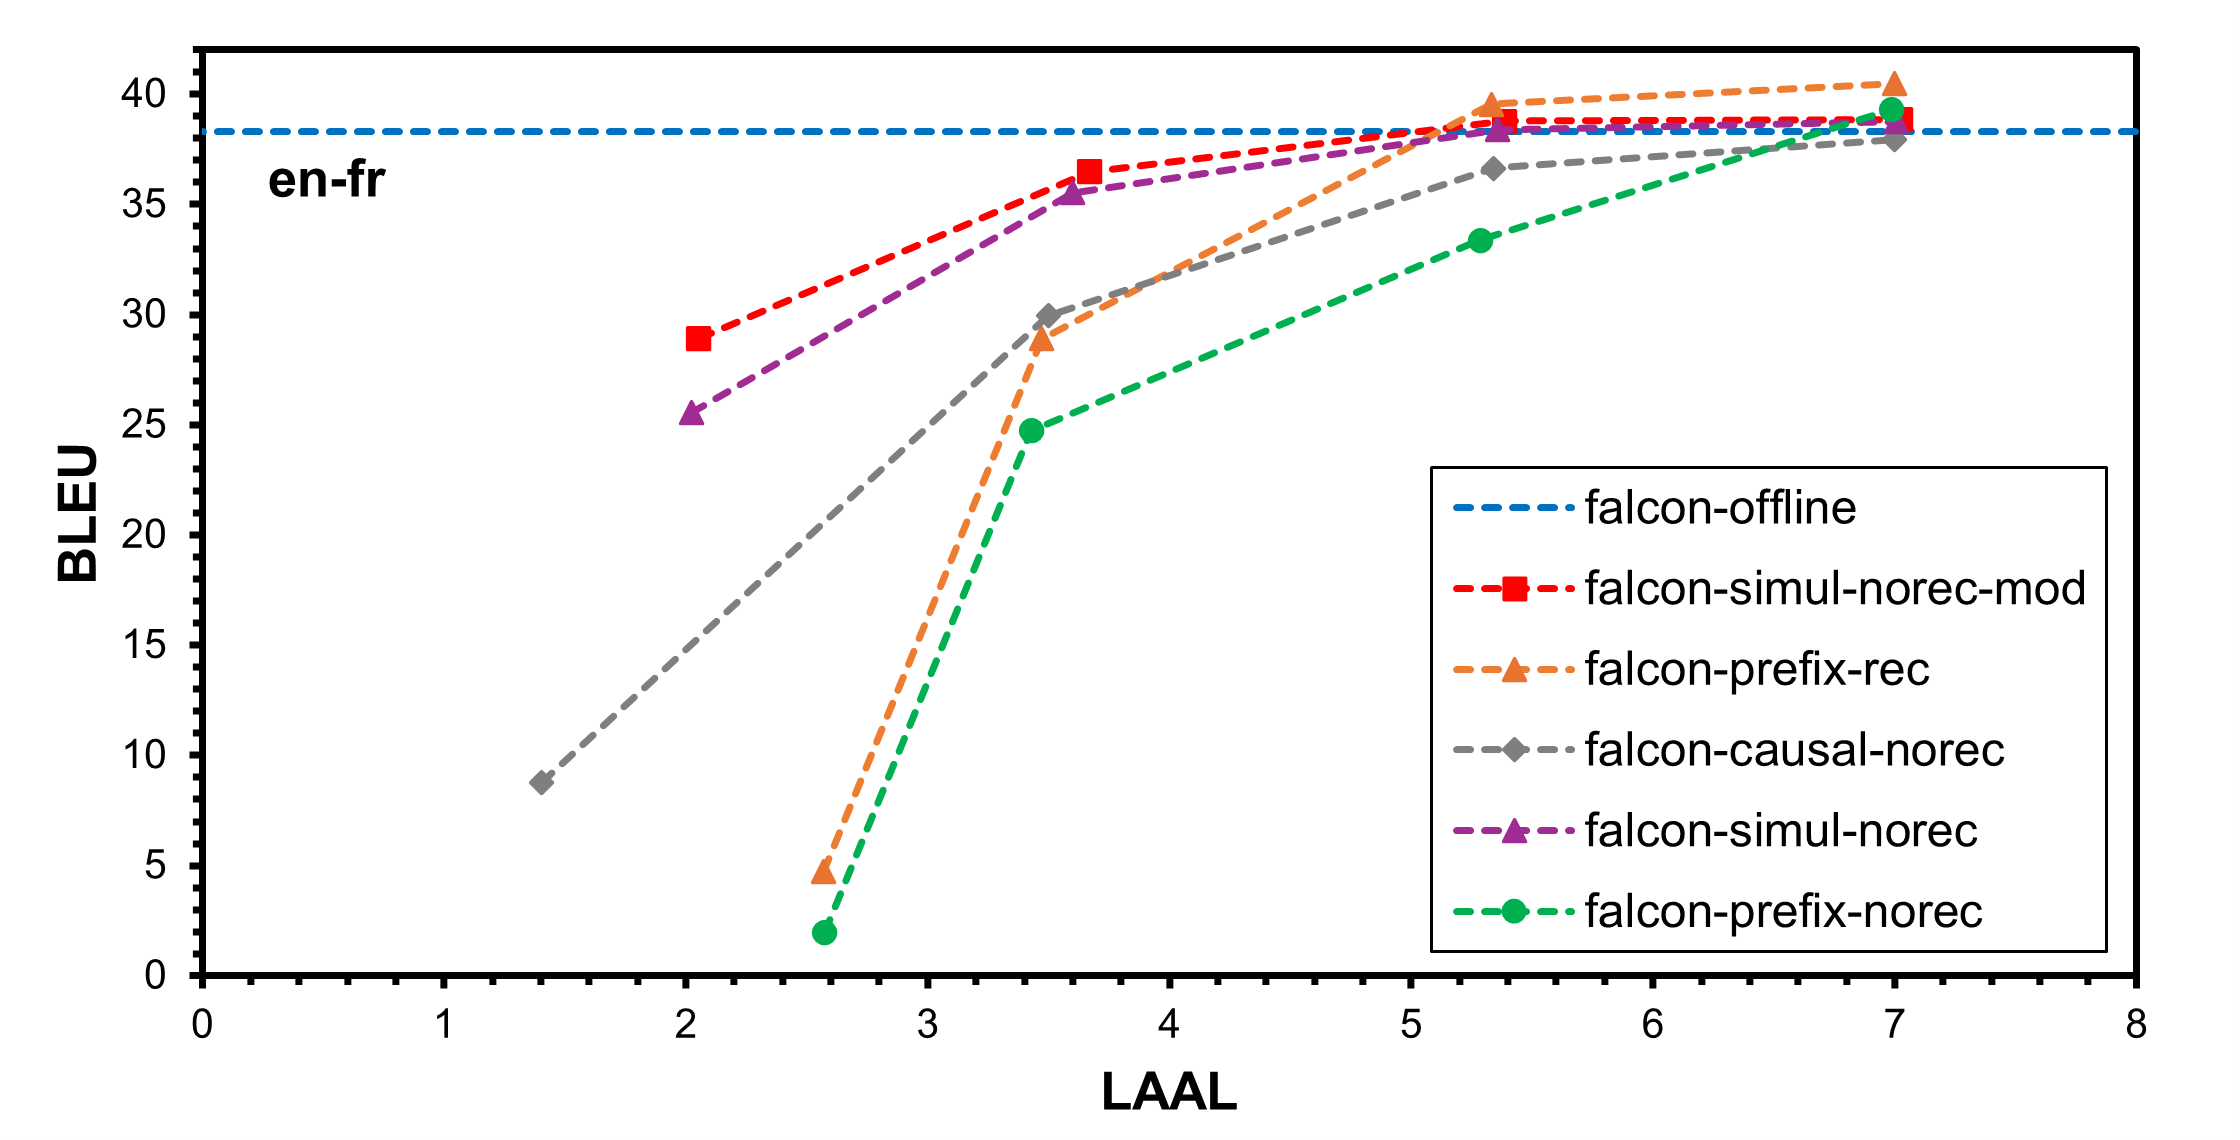 40
35
30
25
20
15
10
5
0
BLEU
en-fr
falcon-offline
falcon-simul-norec-mod
falcon-prefix-rec
falcon-causal-norec
falcon-simul-norec
falcon-prefix-norec
0 1 2 3 4 5 6 7 8
LAAL